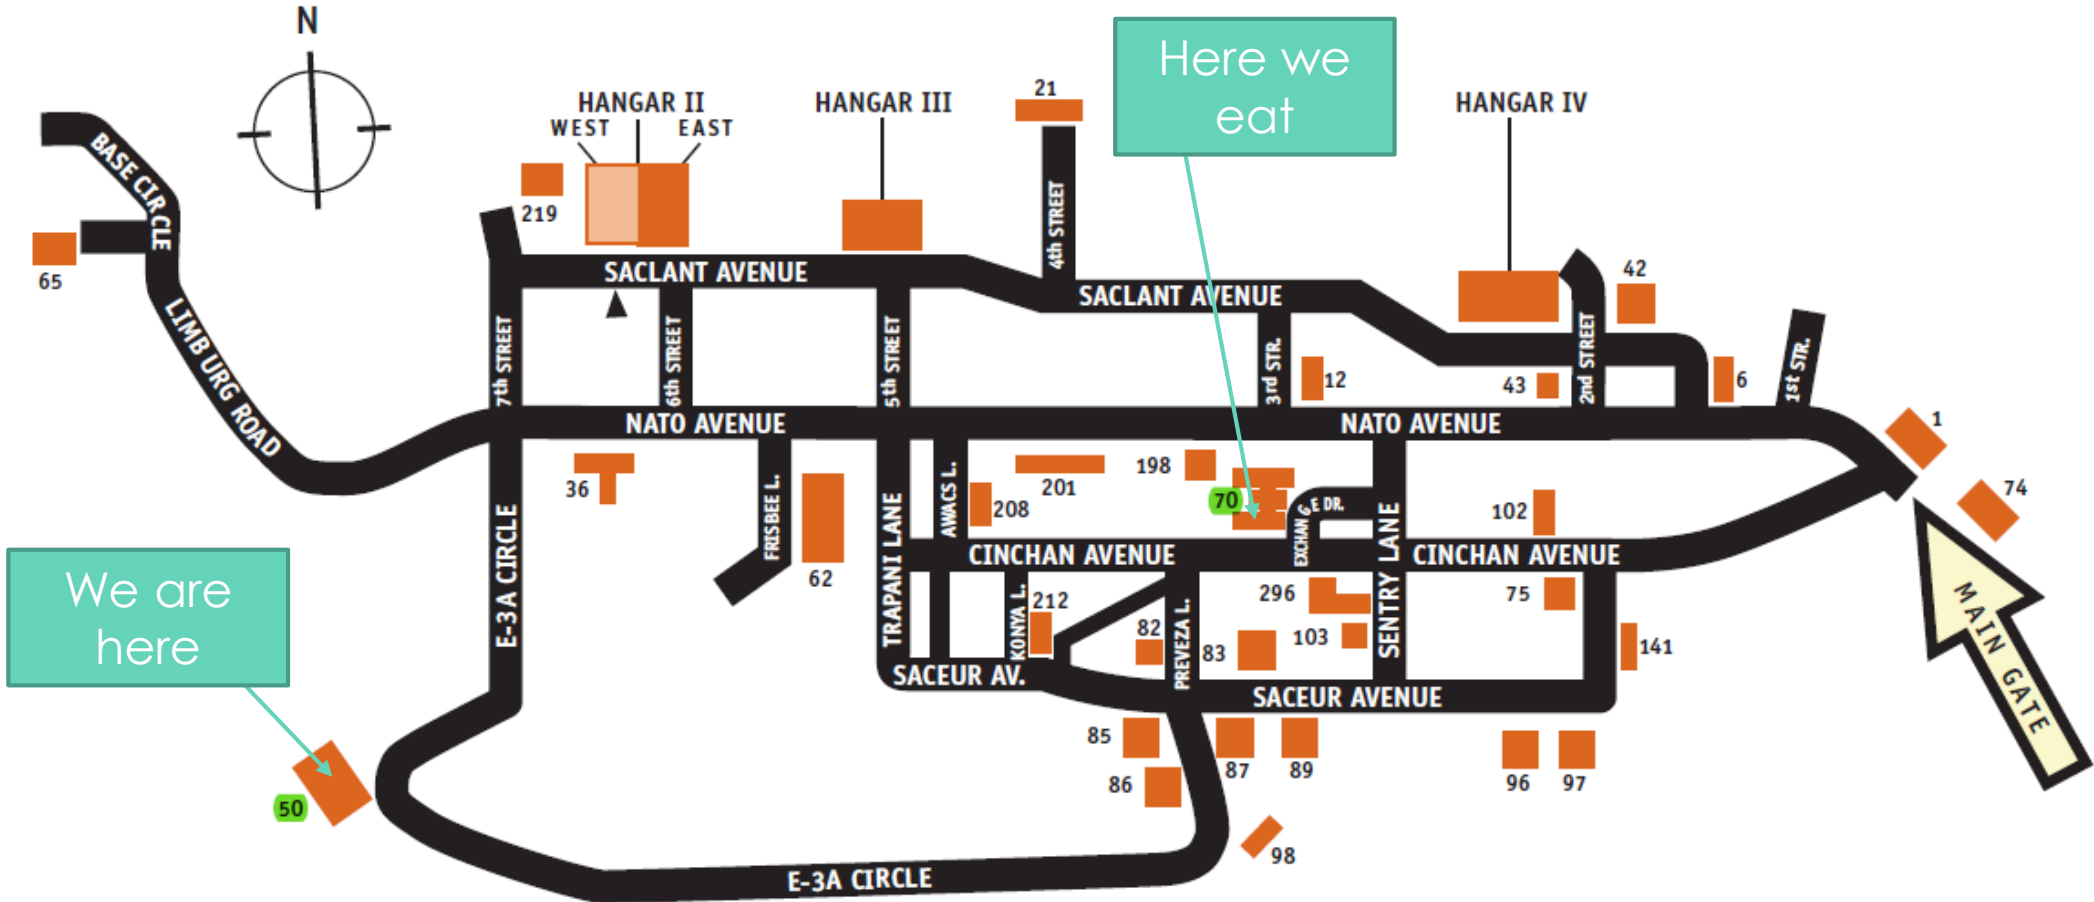 N
Here we
eat
HANGAR II
WEST
EAST
HANGAR III
21
HANGAR IV
BASE CIRCLE
219
65
4th STREET
SACLANT AVENUE
SACLANT AVENUE
42
LIMBURG ROAD
7th STREET
6th STREET
5th STREET
3rd STR.
12
43
2nd STREET
6
1st STR.
NATO AVENUE
NATO AVENUE
1
36
FRISBEE L.
62
AWACS L.
208
201
198
70
EXCHANGE DR.
102
74
E-3A CIRCLE
TRAPANI LANE
CINCHAN AVENUE
SENTRY LANE
CINCHAN AVENUE
We are
here
KONYA L.
212
82
PREVEZA L.
83
296
103
75
141
MAIN GATE
SACEUR AV.
SACEUR AVENUE
85
86
87
89
96
97
50
98
E-3A CIRCLE